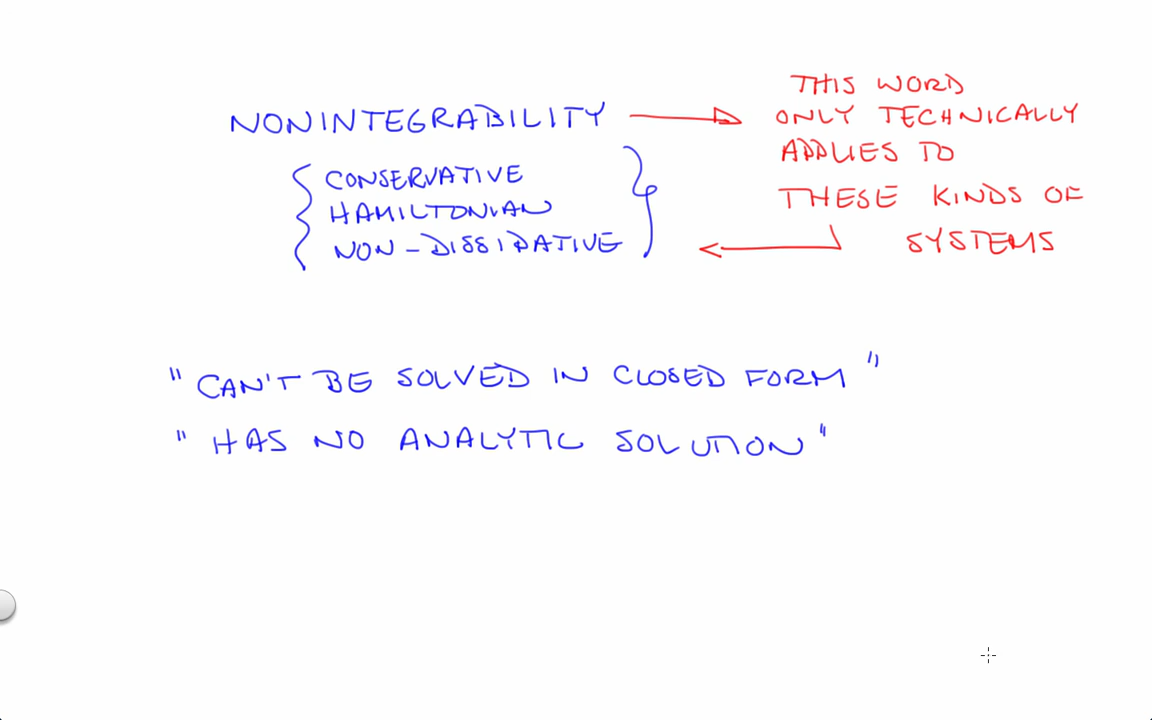 NONINTEGRABILITY
CONSERVATIVE
HAMILTONIAN
NON-DISSIPATIVE
THIS WORD
ONLY TECHNICALLY
APPLIES TO
THESE KINDS OF
SYSTEMS
"CAN'T BE SOLVED IN CLOSED FORM"
"HAS NO ANALYTIC SOLUTION"